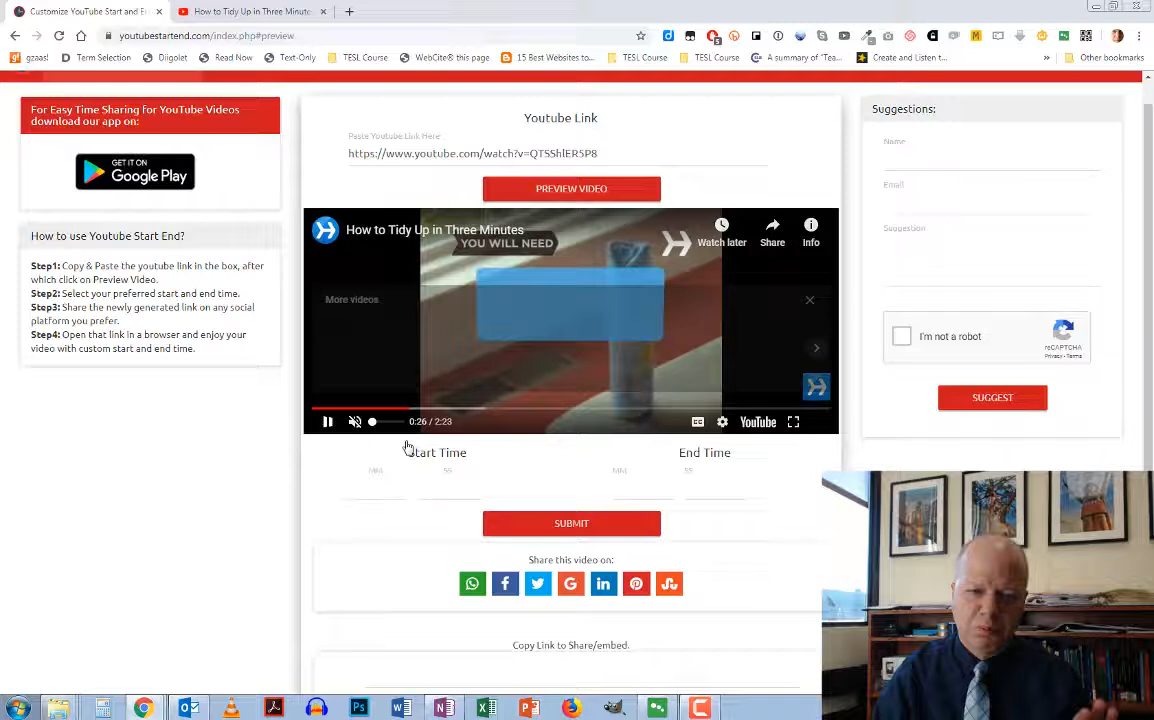 Customize YouTube Start and En
How to Tidy Up in Three Minute
youtubestartend.com/index.php#preview
gzaas!
Term Selection
Diigolet
Read Now
Text-Only
TESL Course
WebCite® this page
15 Best Websites to...
TESL Course
TESL Course
A summary of 'Tea...
Create and Listen t...
»
Other bookmarks
For Easy Time Sharing for YouTube Videos
download our app on:
GET IT ON
Google Play
How to use Youtube Start End?
Step1: Copy & Paste the youtube link in the box, after
which click on Preview Video.
Step2: Select your preferred start and end time.
Step3: Share the newly generated link on any social
platform you prefer.
Step4: Open that link in a browser and enjoy your
video with custom start and end time.
Youtube Link
Paste Youtube Link Here
https://www.youtube.com/watch?v=QTSShlER5P8
PREVIEW VIDEO
How to Tidy Up in Three Minutes
YOU WILL NEED
Watch later
Share
Info
More videos
0:26 / 2:23
CC
YouTube
Start Time
End Time
MM
SS
MM
SS
SUBMIT
Share this video on:
Copy Link to Share/embed.
Suggestions:
Name
Email
Suggestion
I'm not a robot
reCAPTCHA
Privacy - Terms
SUGGEST